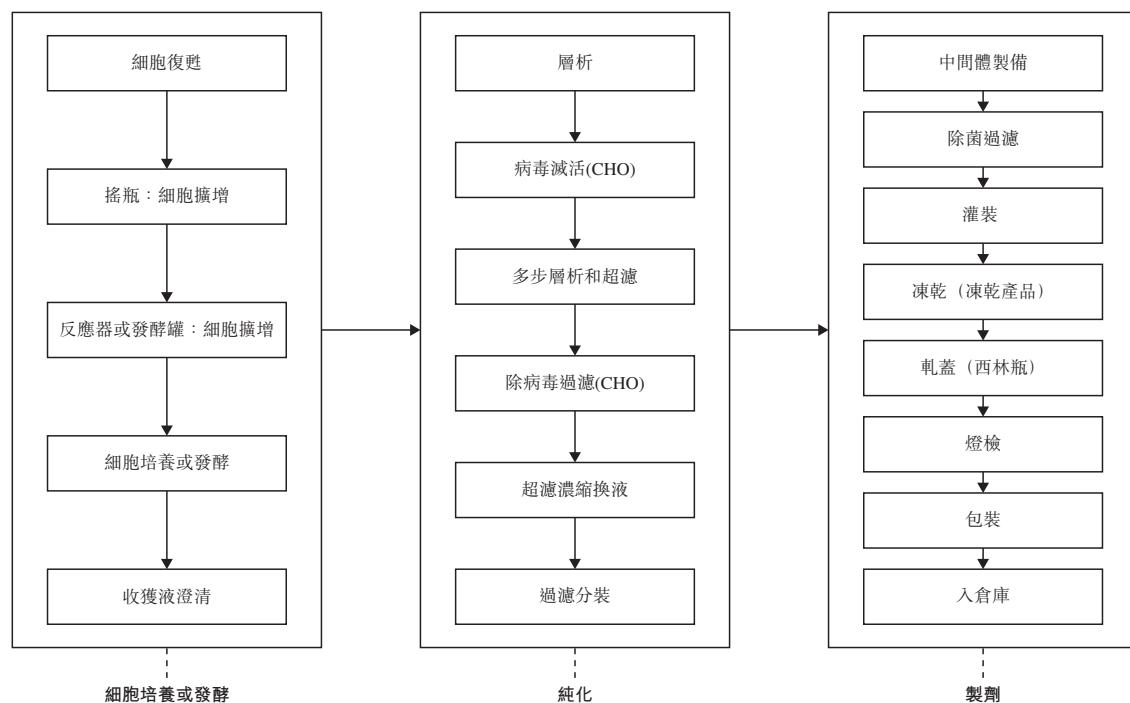 細胞復甦
搖瓶：細胞擴增
反應器或發酵罐：細胞擴增
細胞培養或發酵
收獲液澄清
細胞培養或發酵
層析
病毒滅活(CHO)
多步層析和超濾
除病毒過濾(CHO)
超濾濃縮換液
過濾分裝
純化
中間體製備
除菌過濾
灌裝
凍乾（凍乾產品）
軋蓋（西林瓶）
燈檢
包裝
入倉庫
製劑